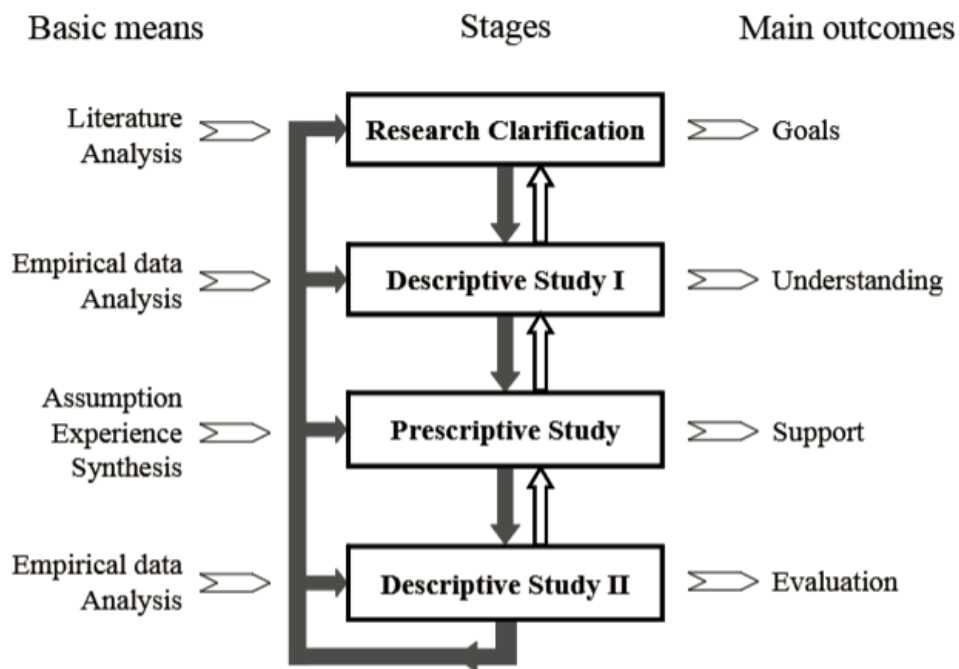 Basic means
Stages
Main outcomes
Literature
Analysis
Research Clarification
Goals
Empirical data
Analysis
Descriptive Study I
Understanding
Assumption
Experience
Synthesis
Prescriptive Study
Support
Empirical data
Analysis
Descriptive Study II
Evaluation